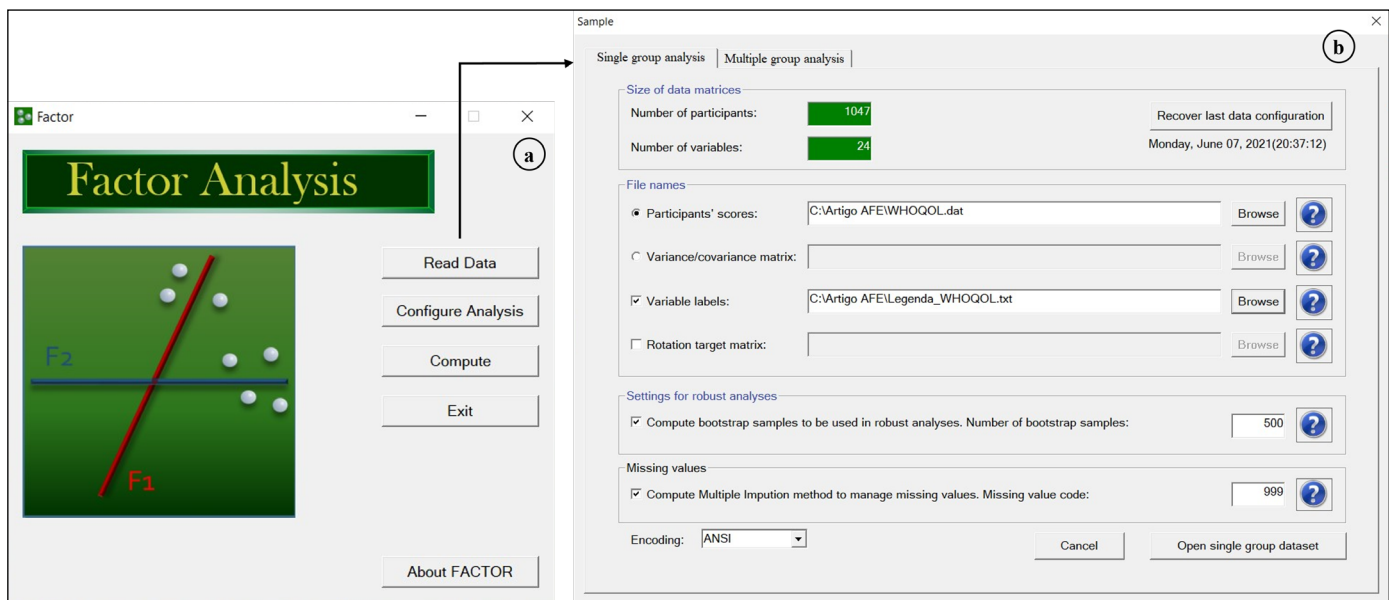 Factor
a
Factor Analysis
F2
F1
Read Data
Configure Analysis
Compute
Exit
About FACTOR
Sample
b
Single group analysis Multiple group analysis
Size of data matrices
Number of participants: 1047
Recover last data configuration
Number of variables: 24
Monday, June 07, 2021(20:37:12)
File names
Participants' scores: C:\Artigo AFE\WHOQOL.dat Browse ?
Variance/covariance matrix: Browse ?
Variable labels: C:\Artigo AFE\Legenda_WHOQOL.txt Browse ?
Rotation target matrix: Browse ?
Settings for robust analyses
Compute bootstrap samples to be used in robust analyses. Number of bootstrap samples: 500 ?
Missing values
Compute Multiple Impution method to manage missing values. Missing value code: 999 ?
Encoding: ANSI
Cancel Open single group dataset